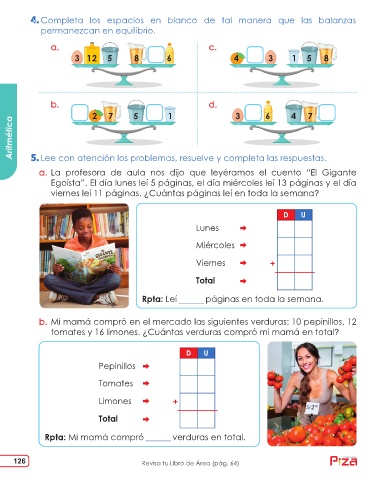 4. Completa los espacios en blanco de tal manera que las balanzas
permanezcan en equilibrio.
a.
3 12 5 8 6
c.
4 3 1 5 8
b.
2 7 5 1
d.
3 6 4 7
Aritmética
5. Lee con atención los problemas, resuelve y completa las respuestas.
a. La profesora de aula nos dijo que leyéramos el cuento "El Gigante
Egoísta". El día lunes leí 5 páginas, el día miércoles leí 13 páginas y el día
viernes leí 11 páginas. ¿Cuántas páginas leí en toda la semana?
D U
Lunes
Miércoles
Viernes +
Total
Rpta: Leí ______ páginas en toda la semana.
b. Mi mamá compró en el mercado las siguientes verduras: 10 pepinillos, 12
tomates y 16 limones. ¿Cuántas verduras compró mi mamá en total?
D U
Pepinillos
Tomates
Limones +
Total
Rpta: Mi mamá compró ______ verduras en total.
126
Revisa tu Libro de Área (pág. 64)